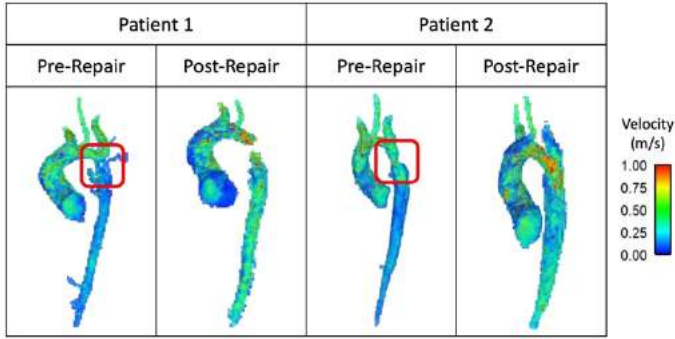 Patient 1
Patient 2
Pre-Repair
Post-Repair
Pre-Repair
Post-Repair
Velocity
(m/s)
1.00
0.75
0.50
0.25
0.00